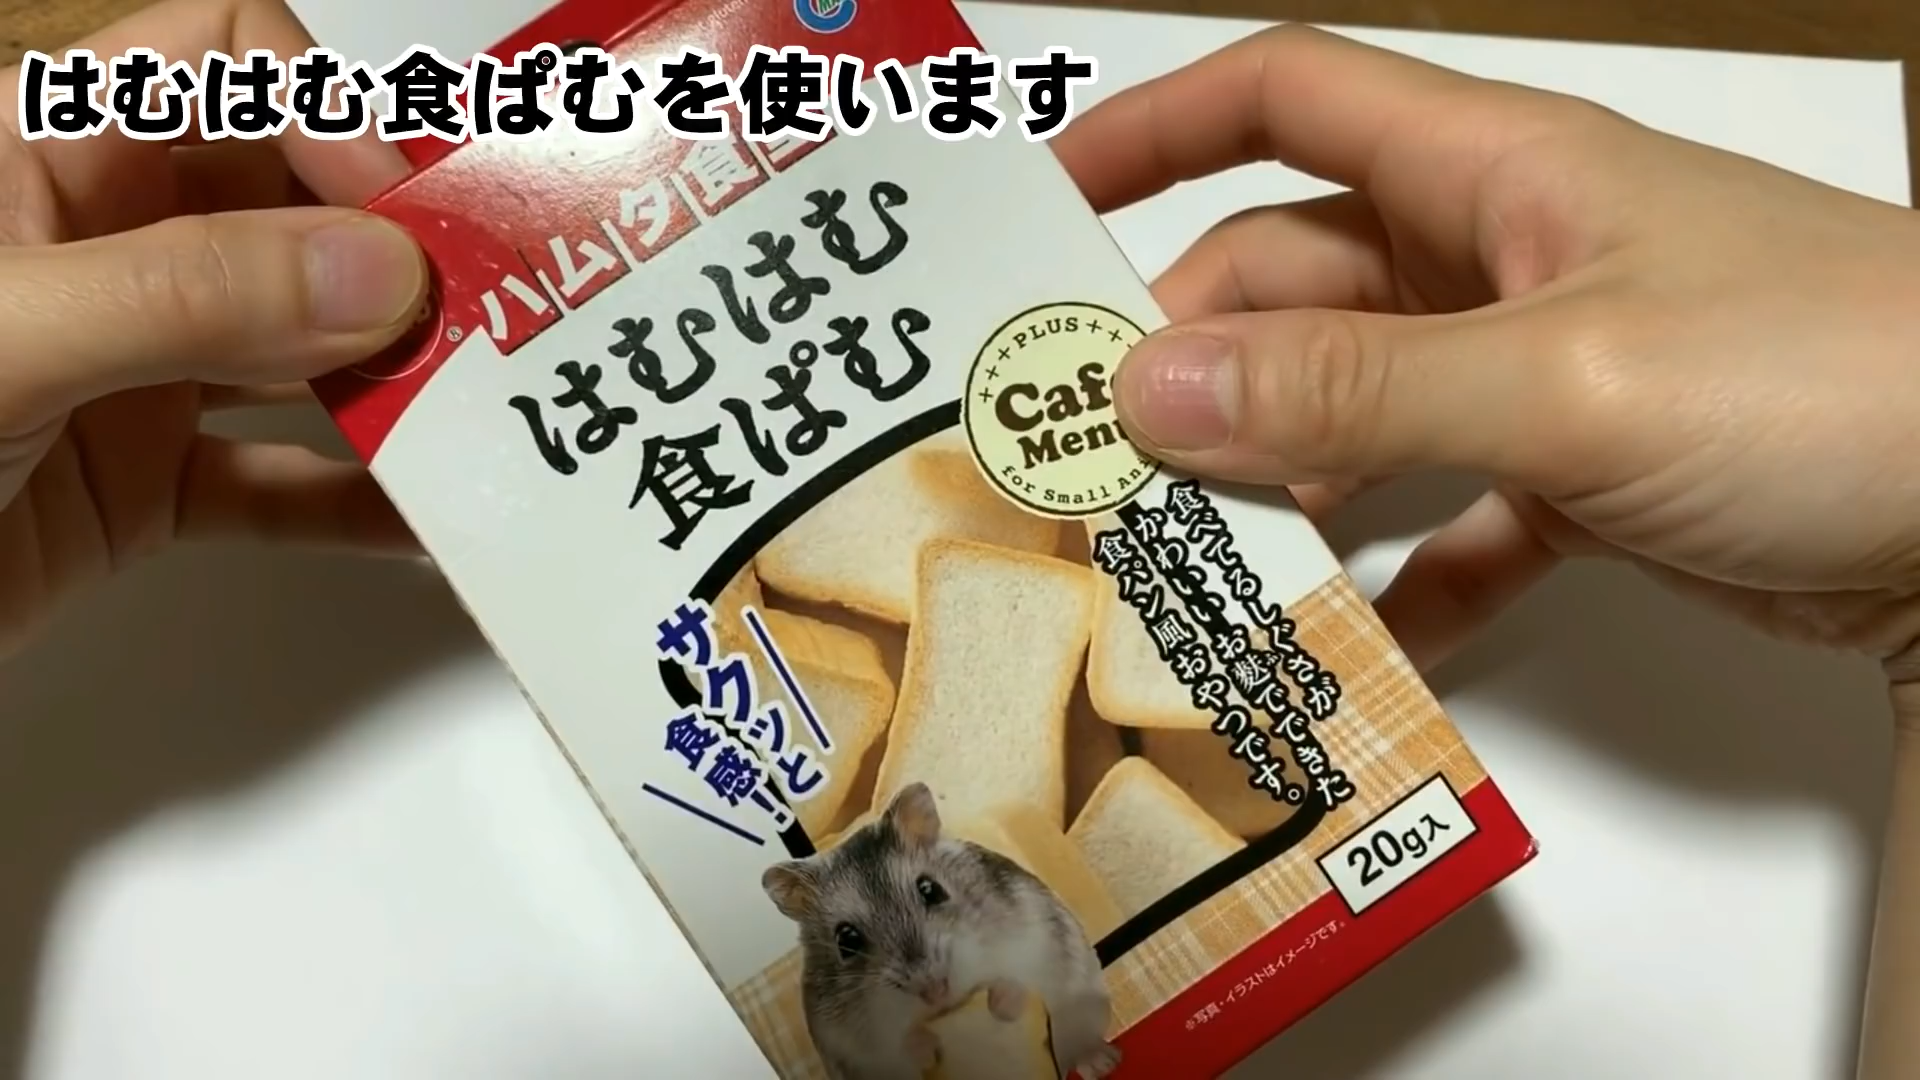 はむはむ食ぱむを使います
ハムタ食
はむはむ
食ぱむ
PLUS
Cafe
Menu
for Small Ani
食べてるしぐさが
かわいいお麩でできた
食パン風おやつです。
サクッと
食感!!
20g入
※写真・イラストはイメージです。